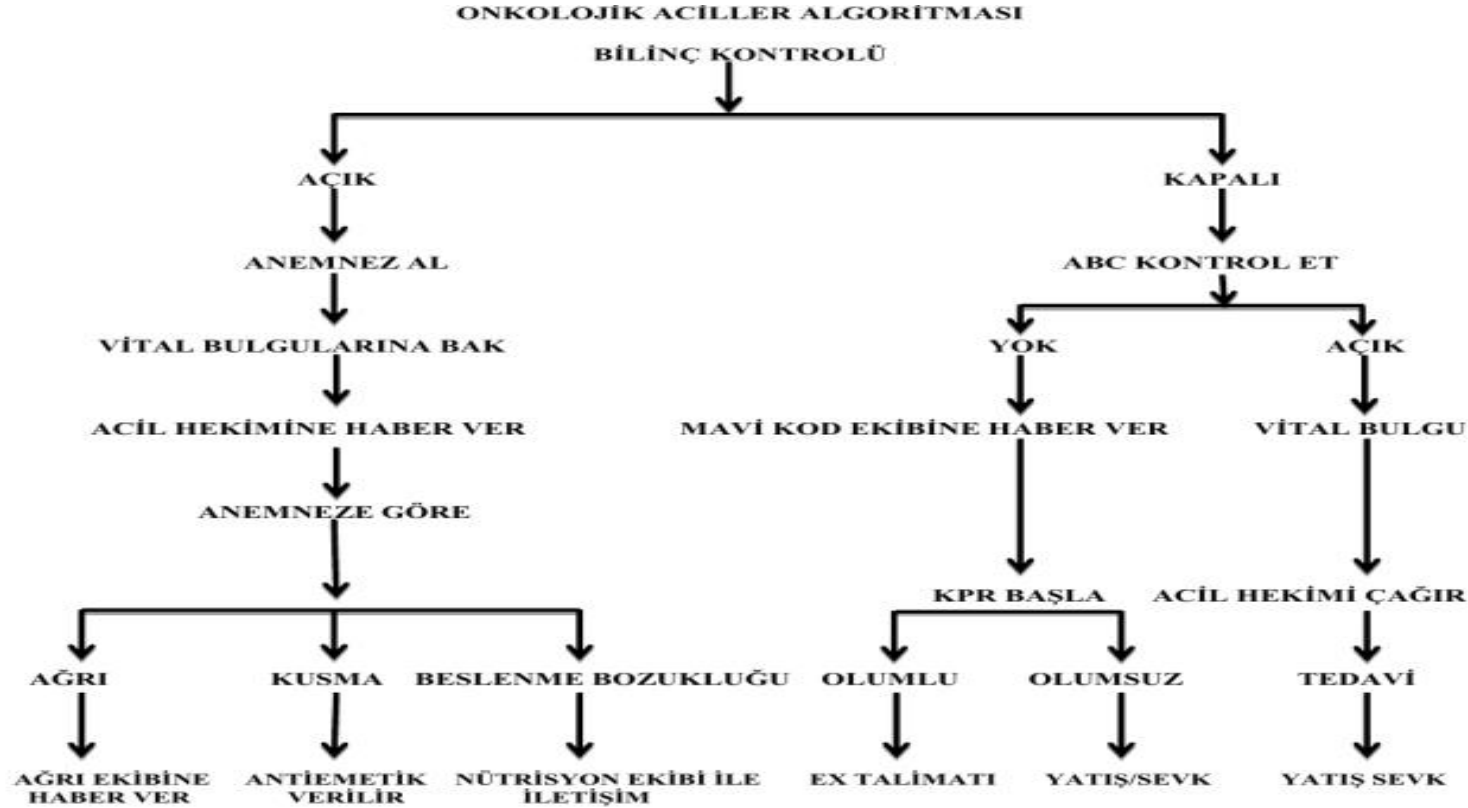 ONKOLOJİK ACİLLER ALGORİTMASI
BİLİNÇ KONTROLÜ
AÇIK
KAPALI
ANEMNEZ AL
ABC KONTROL ET
VİTAL BULGULARINA BAK
YOK
AÇIK
ACİL HEKİMİNE HABER VER
MAVİ KOD EKİBİNE HABER VER
VİTAL BULGU
ANEMNEZE GÖRE
KPR BAŞLA
ACİL HEKİMİ ÇAĞIR
AĞRI
KUSMA
BESLENME BOZUKLUĞU
OLUMLU
OLUMSUZ
TEDAVİ
AĞRI EKİBİNE
HABER VER
ANTİEMETİK
VERİLİR
NÜTRİSYON EKİBİ İLE
İLETİŞİM
EX TALİMATI
YATIŞ/SEVK
YATIŞ SEVK